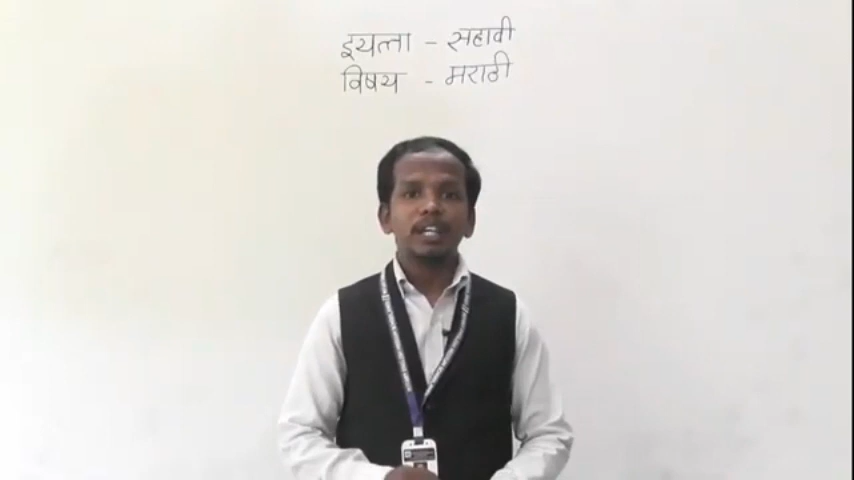 इयत्ता - सहावी
विषय - मराठी